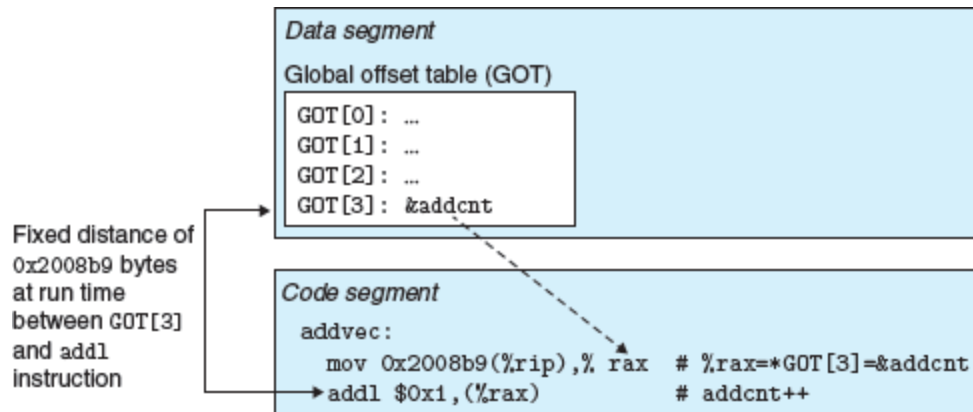 Data segment
Global offset table (GOT)
GOT[0]: …
GOT[1]: …
GOT[2]: …
GOT[3]: &addcnt
Fixed distance of
0x2008b9 bytes
at run time
between GOT[3]
and addl
instruction
Code segment
addvec:
mov 0x2008b9(%rip),% rax # %rax=*GOT[3]=&addcnt
addl $0x1,(%rax) # addcnt++